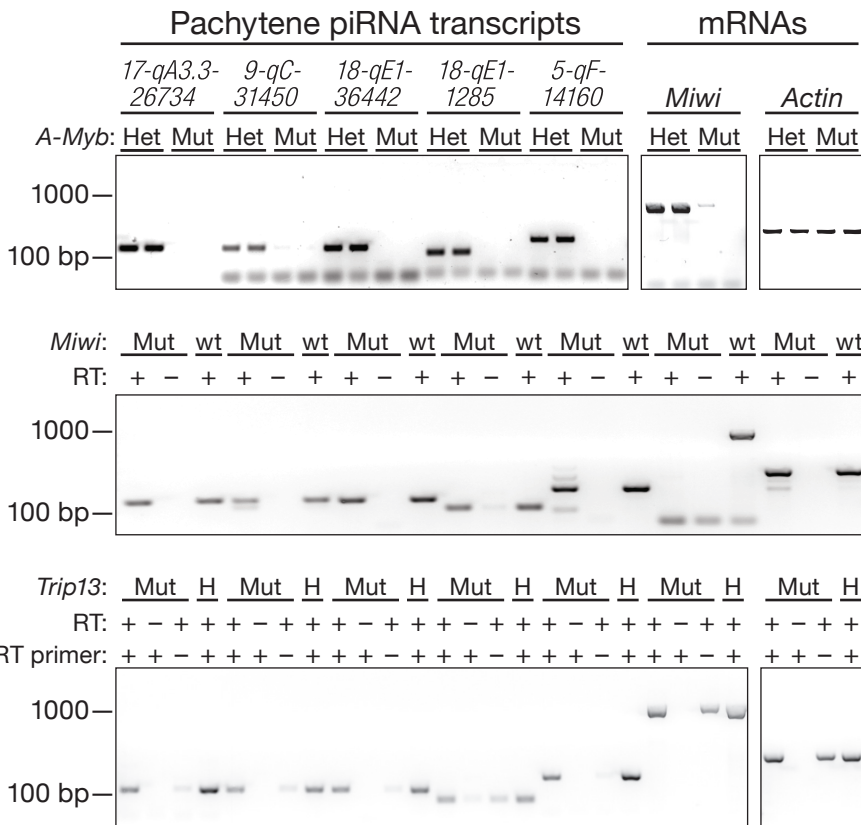 Pachytene piRNA transcripts mRNAs
17-qA3.3-26734 9-qC-31450 18-qE1-36442 18-qE1-1285 5-qF-14160 Miwi Actin
A-Myb: Het Mut Het Mut Het Mut Het Mut Het Mut Het Mut Het Mut
1000
100 bp
Miwi: Mut wt Mut wt Mut wt Mut wt Mut wt Mut wt Mut wt
RT: + − + + − + + − + + − + + − + + − + + − +
1000
100 bp
Trip13: Mut H Mut H Mut H Mut H Mut H Mut H Mut H
RT: + − + + + − + + + − + + + − + + + − + + + − + + + − + +
RT primer: + + − + + + − + + + − + + + − + + + − + + + − + + + − +
1000
100 bp